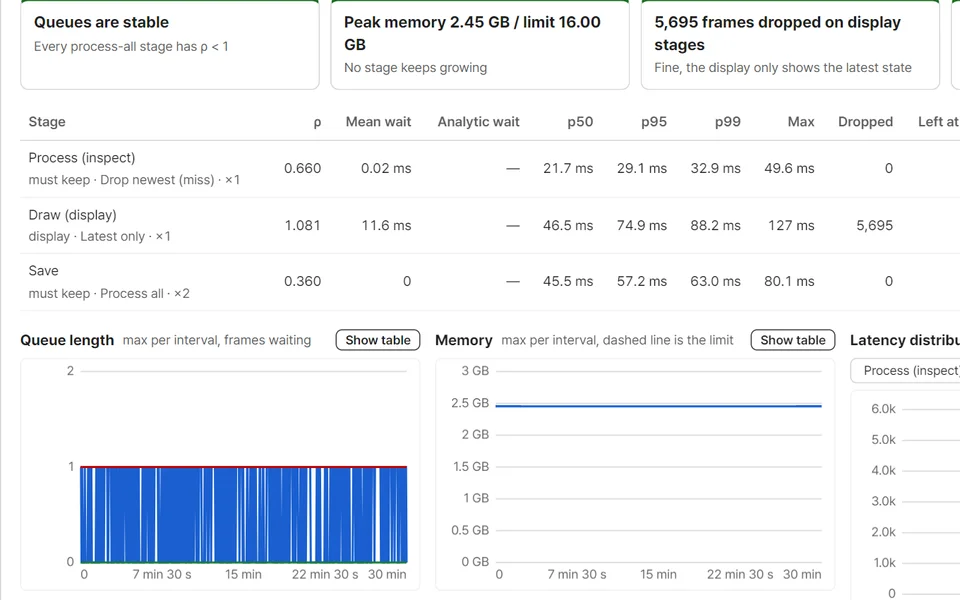 Queues are stable
Every process-all stage has ρ < 1
Peak memory 2.45 GB / limit 16.00
GB
No stage keeps growing
5,695 frames dropped on display
stages
Fine, the display only shows the latest state
Stage ρ Mean wait Analytic wait p50 p95 p99 Max Dropped Left at
Process (inspect)
must keep · Drop newest (miss) · ×1
0.660 0.02 ms — 21.7 ms 29.1 ms 32.9 ms 49.6 ms 0
Draw (display)
display · Latest only · ×1
1.081 11.6 ms — 46.5 ms 74.9 ms 88.2 ms 127 ms 5,695
Save
must keep · Process all · ×2
0.360 0 — 45.5 ms 57.2 ms 63.0 ms 80.1 ms 0
Queue length max per interval, frames waiting Show table
2
1
0
0 7 min 30 s 15 min 22 min 30 s 30 min
Memory max per interval, dashed line is the limit Show table
3 GB
2.5 GB
2 GB
1.5 GB
1 GB
0.5 GB
0 GB
0 7 min 30 s 15 min 22 min 30 s 30 min
Latency distribu
Process (inspect)
6.0k
5.0k
4.0k
3.0k
2.0k
1.0k
0